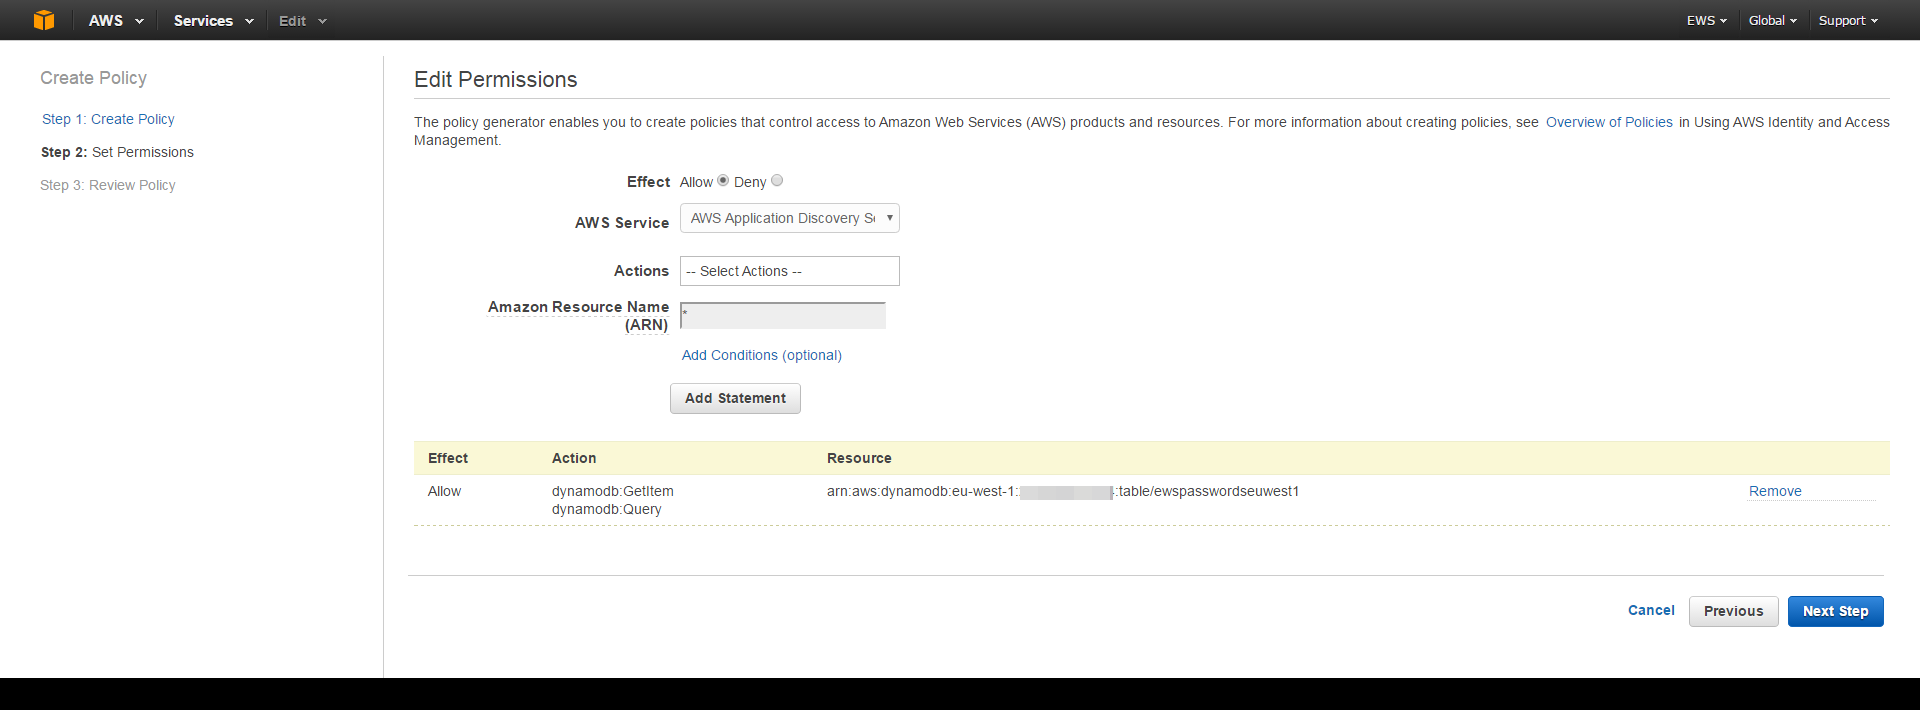 AWS Services Edit EWS Global Support
Create Policy
Step 1: Create Policy
Step 2: Set Permissions
Step 3: Review Policy
Edit Permissions
The policy generator enables you to create policies that control access to Amazon Web Services (AWS) products and resources. For more information about creating policies, see Overview of Policies in Using AWS Identity and Access
Management.
Effect Allow Deny
AWS Service AWS Application Discovery Se
Actions -- Select Actions --
Amazon Resource Name
(ARN) *
Add Conditions (optional)
Add Statement
Effect Action Resource
Allow dynamodb:GetItem arn:aws:dynamodb:eu-west-1: :table/ewspasswordseuwest1 Remove
dynamodb:Query
Cancel Previous Next Step